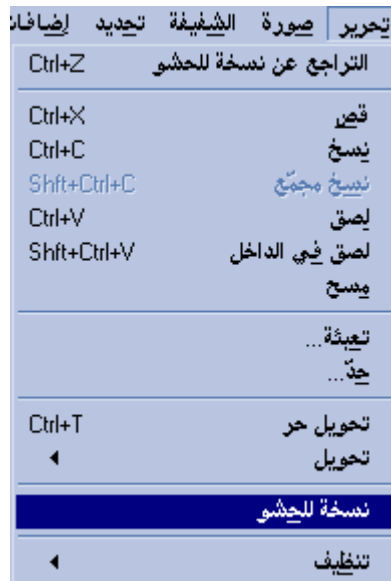 تحرير صورة الشفيفة تحديد إضافات
التراجع عن نسخة للحشو Ctrl+Z
قص Ctrl+X
نسخ Ctrl+C
نسخ مجمّع Shft+Ctrl+C
لصق Ctrl+V
لصق في الداخل Shft+Ctrl+V
مسح
تعبئة...
حدّ...
تحويل حر Ctrl+T
تحويل
نسخة للحشو
تنظيف